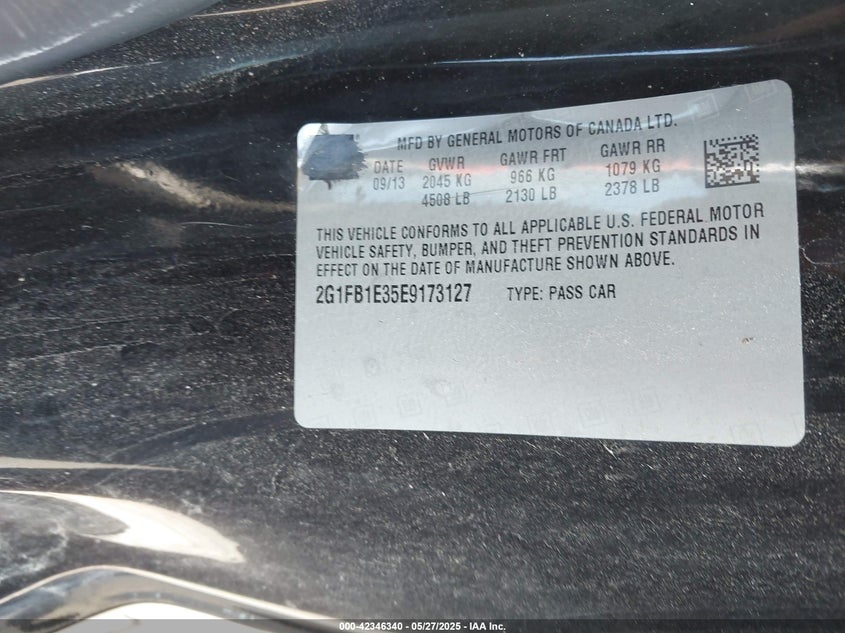 MFD BY GENERAL MOTORS OF CANADA LTD.
DATE GVWR GAWR FRT GAWR RR
09/13 2045 KG 966 KG 1079 KG
4508 LB 2130 LB 2378 LB
THIS VEHICLE CONFORMS TO ALL APPLICABLE U.S. FEDERAL MOTOR
VEHICLE SAFETY, BUMPER, AND THEFT PREVENTION STANDARDS IN
EFFECT ON THE DATE OF MANUFACTURE SHOWN ABOVE.
2G1FB1E35E9173127 TYPE: PASS CAR
000-42346340 - 05/27/2025 - IAA Inc.